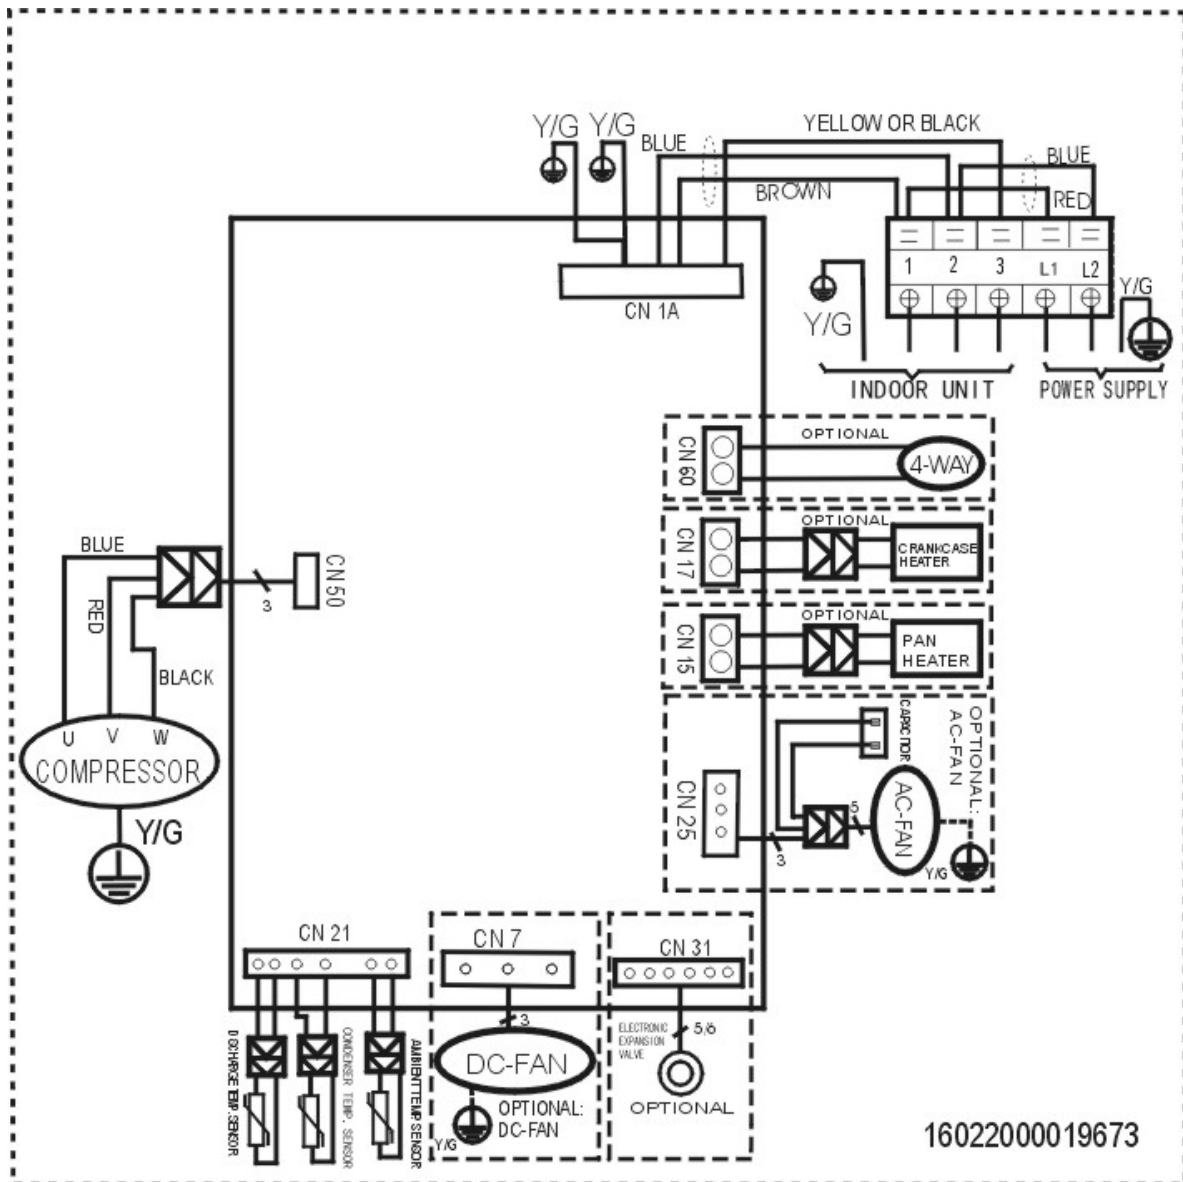 Y/G Y/G
BLUE
YELLOW OR BLACK
BLUE
BROWN
RED
1 2 3 L1 L2
Y/G
CN 1A
Y/G
INDOOR UNIT
POWER SUPPLY
OPTIONAL
CN 60
4-WAY
OPTIONAL
CN 17
CRANKCASE
HEATER
OPTIONAL
CN 15
PAN
HEATER
BLUE
RED
BLACK
3
CN 50
U V W
COMPRESSOR
Y/G
CAPACITOR
OPTIONAL:
AC-FAN
CN 25
5
3
AC-FAN
Y/G
CN 21
CN 7
CN 31
DISCHARGE TEMP. SENSOR
CONDENSER TEMP. SENSOR
AMBIENT TEMP. SENSOR
3
DC-FAN
OPTIONAL:
DC-FAN
Y/G
ELECTRONIC
EXPANSION
VALVE
5/6
OPTIONAL
16022000019673